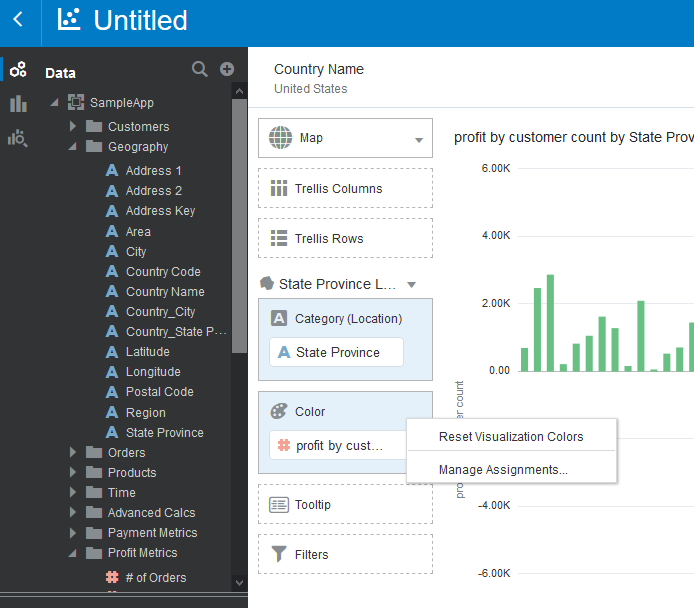 Untitled
Data
SampleApp
Customers
Geography
Address 1
Address 2
Address Key
Area
City
Country Code
Country Name
Country_City
Country_State P...
Latitude
Longitude
Postal Code
Region
State Province
Orders
Products
Time
Advanced Calcs
Payment Metrics
Profit Metrics
# of Orders
Country Name
United States
Map
Trellis Columns
Trellis Rows
State Province L...
Category (Location)
A State Province
Color
profit by cust...
Tooltip
Filters
Reset Visualization Colors
Manage Assignments...
profit by customer count by State Prov
6.00K
4.00K
2.00K
0.00
-4.00K
-6.00K